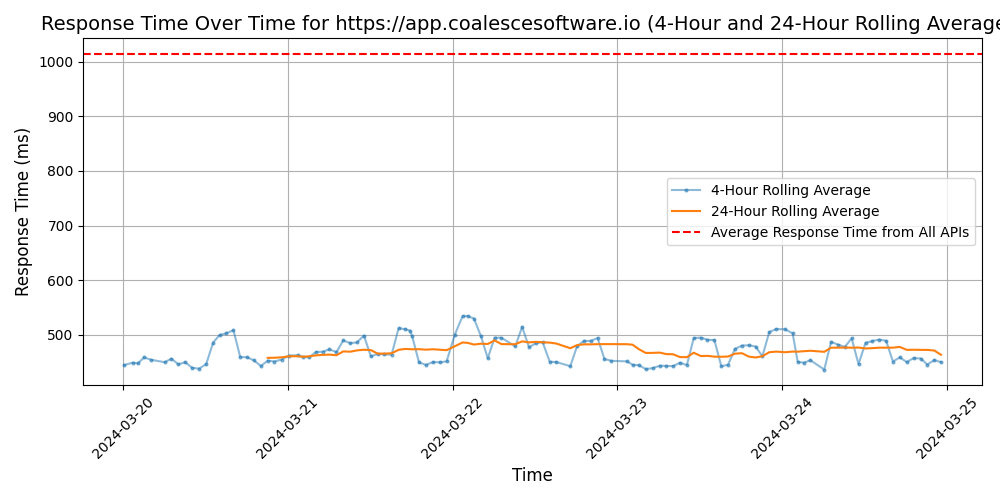 Response Time Over Time for https://app.coalescesoftware.io (4-Hour and 24-Hour Rolling Average
Response Time (ms)
1000
900
800
700
600
500
4-Hour Rolling Average
24-Hour Rolling Average
Average Response Time from All APIs
2024-03-20
2024-03-21
2024-03-22
2024-03-23
2024-03-24
2024-03-25
Time